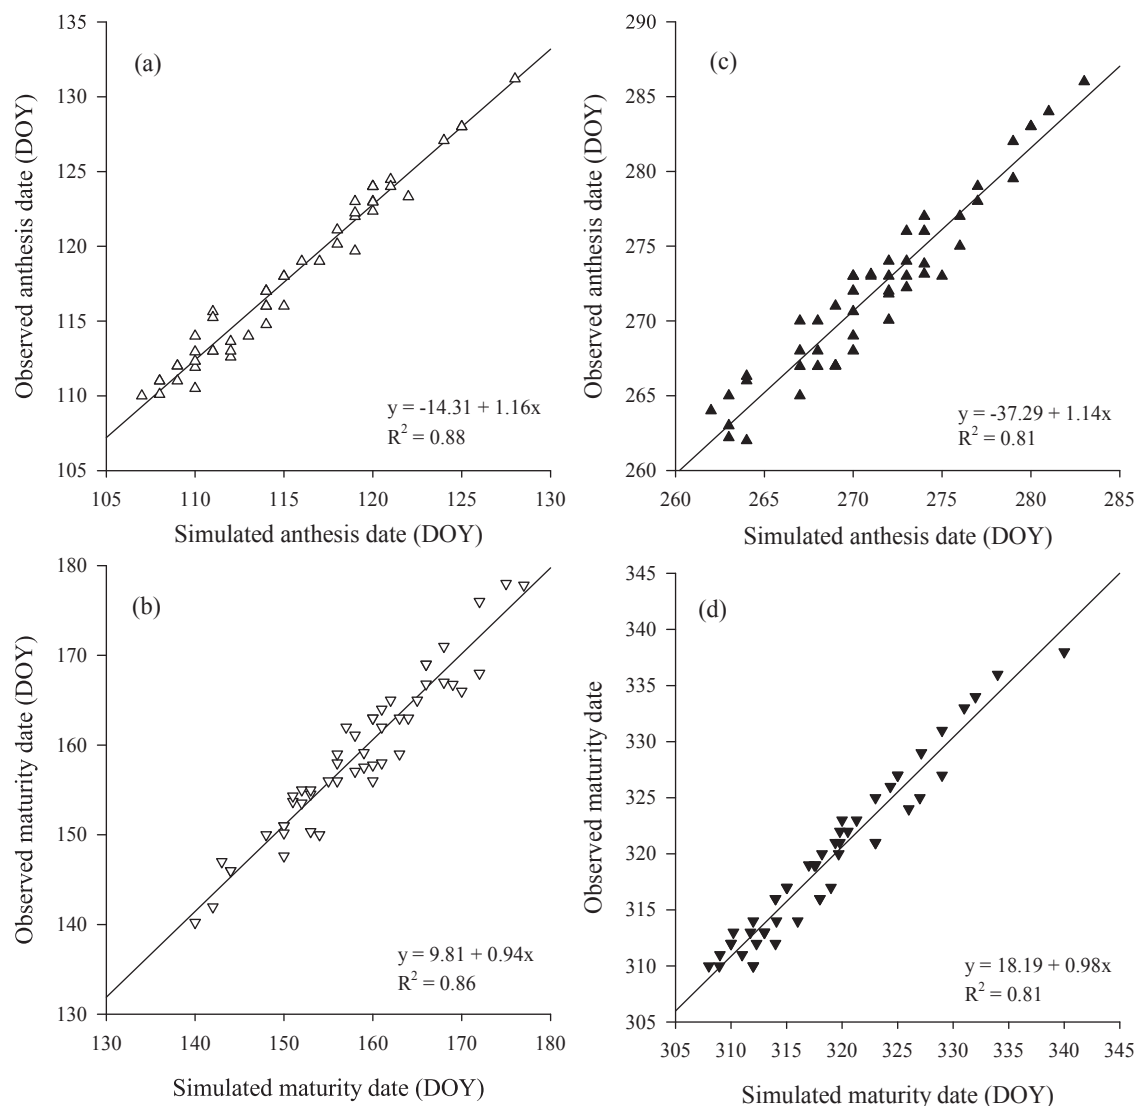 135
130
125
120
115
110
105
(a)
Observed anthesis date (DOY)
y = -14.31 + 1.16x
R² = 0.88
105 110 115 120 125 130
Simulated anthesis date (DOY)
290
285
280
275
270
265
260
(c)
Observed anthesis date (DOY)
y = -37.29 + 1.14x
R² = 0.81
260 265 270 275 280 285
Simulated anthesis date (DOY)
180
170
160
150
140
130
(b)
Observed maturity date (DOY)
y = 9.81 + 0.94x
R² = 0.86
130 140 150 160 170 180
Simulated maturity date (DOY)
345
340
335
330
325
320
315
310
305
(d)
Observed maturity date
y = 18.19 + 0.98x
R² = 0.81
305 310 315 320 325 330 335 340 345
Simulated maturity date (DOY)